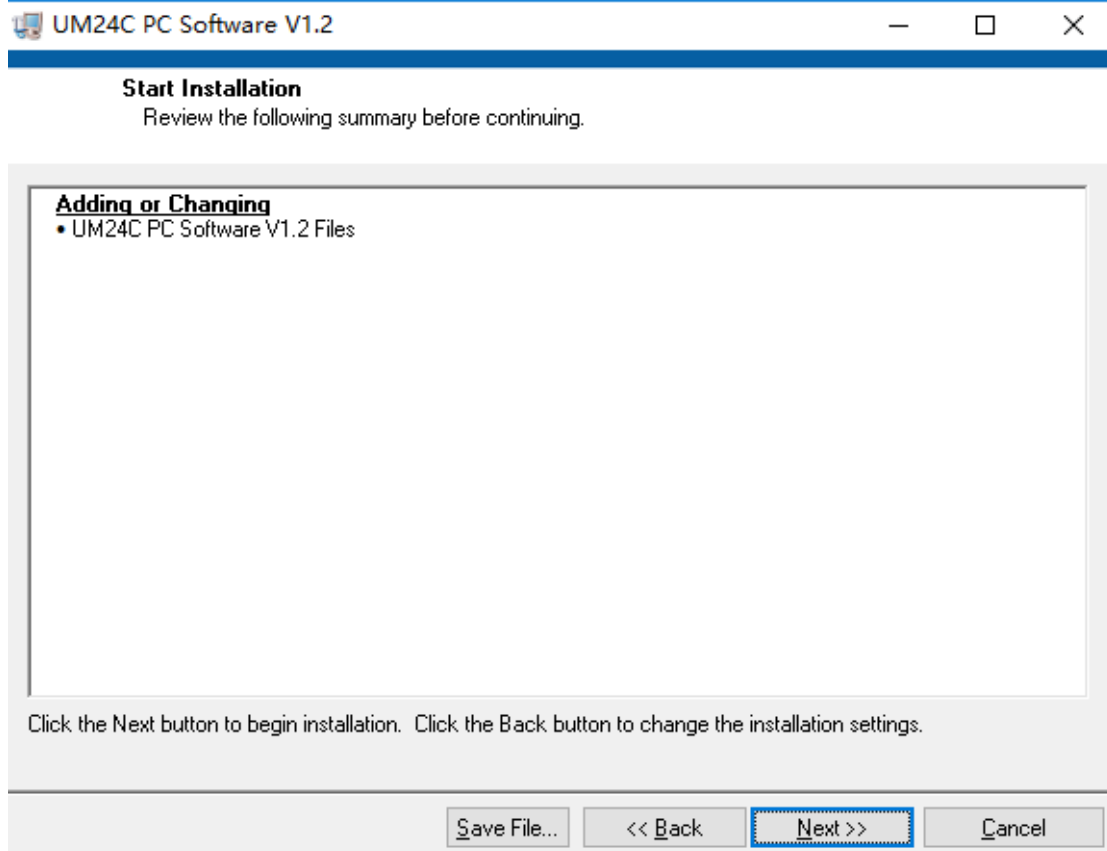 UM24C PC Software V1.2
Start Installation
Review the following summary before continuing.
Adding or Changing
• UM24C PC Software V1.2 Files
Click the Next button to begin installation.  Click the Back button to change the installation settings.
Save File...
<< Back
Next >>
Cancel